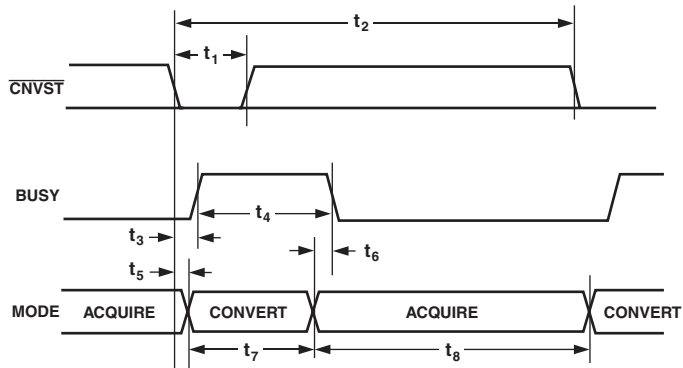 t2
t1
CNVST
BUSY
t4
t3
t6
t5
MODE ACQUIRE CONVERT ACQUIRE CONVERT
t7 t8